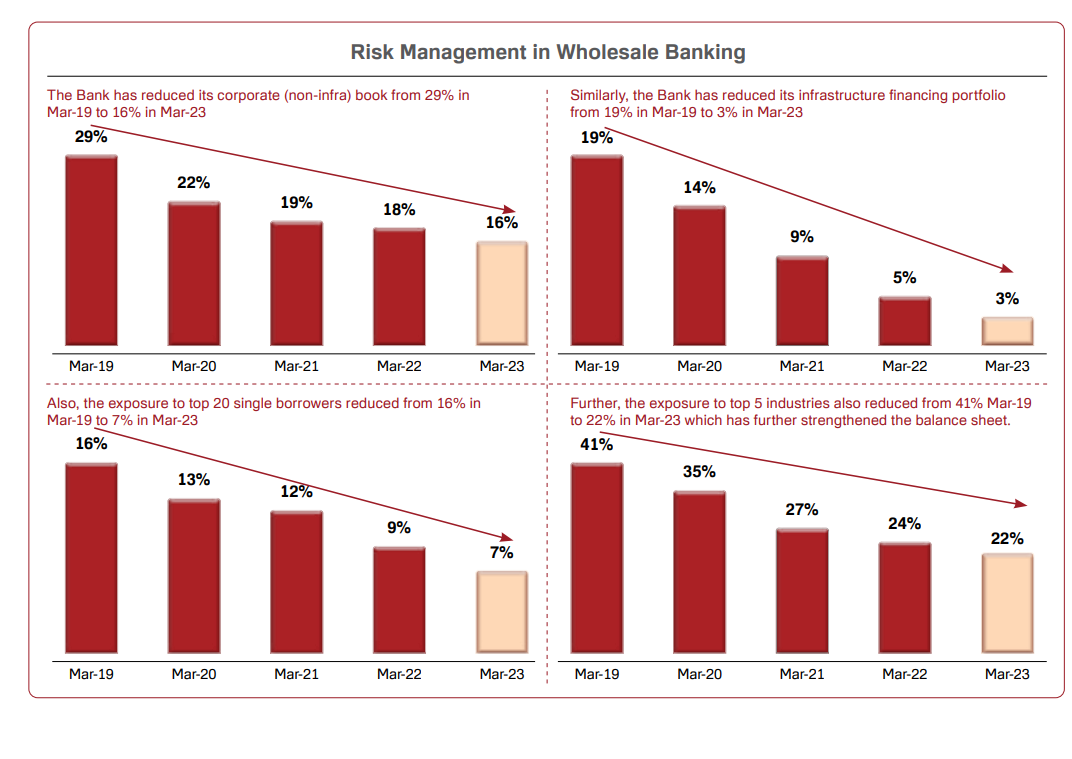 Risk Management in Wholesale Banking
The Bank has reduced its corporate (non-infra) book from 29% in
Mar-19 to 16% in Mar-23
29%
22%
19%
18%
16%
Mar-19 Mar-20 Mar-21 Mar-22 Mar-23
Similarly, the Bank has reduced its infrastructure financing portfolio
from 19% in Mar-19 to 3% in Mar-23
19%
14%
9%
5%
3%
Mar-19 Mar-20 Mar-21 Mar-22 Mar-23
Also, the exposure to top 20 single borrowers reduced from 16% in
Mar-19 to 7% in Mar-23
16%
13%
12%
9%
7%
Mar-19 Mar-20 Mar-21 Mar-22 Mar-23
Further, the exposure to top 5 industries also reduced from 41% Mar-19
to 22% in Mar-23 which has further strengthened the balance sheet.
41%
35%
27%
24%
22%
Mar-19 Mar-20 Mar-21 Mar-22 Mar-23